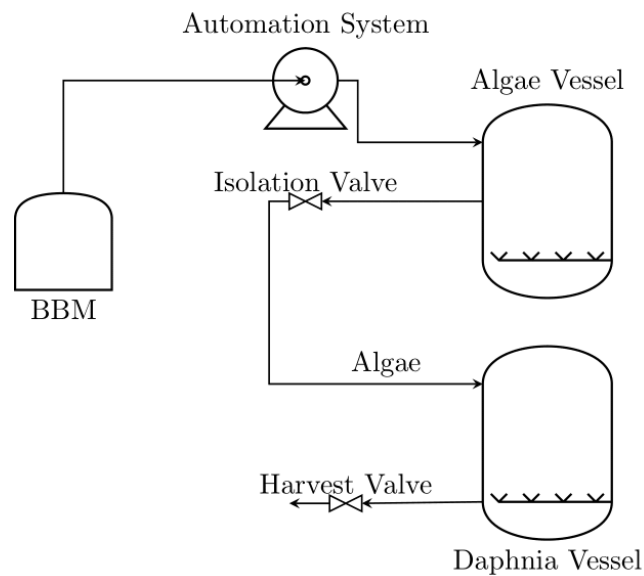 Automation System
Algae Vessel
Isolation Valve
BBM
Algae
Harvest Valve
Daphnia Vessel